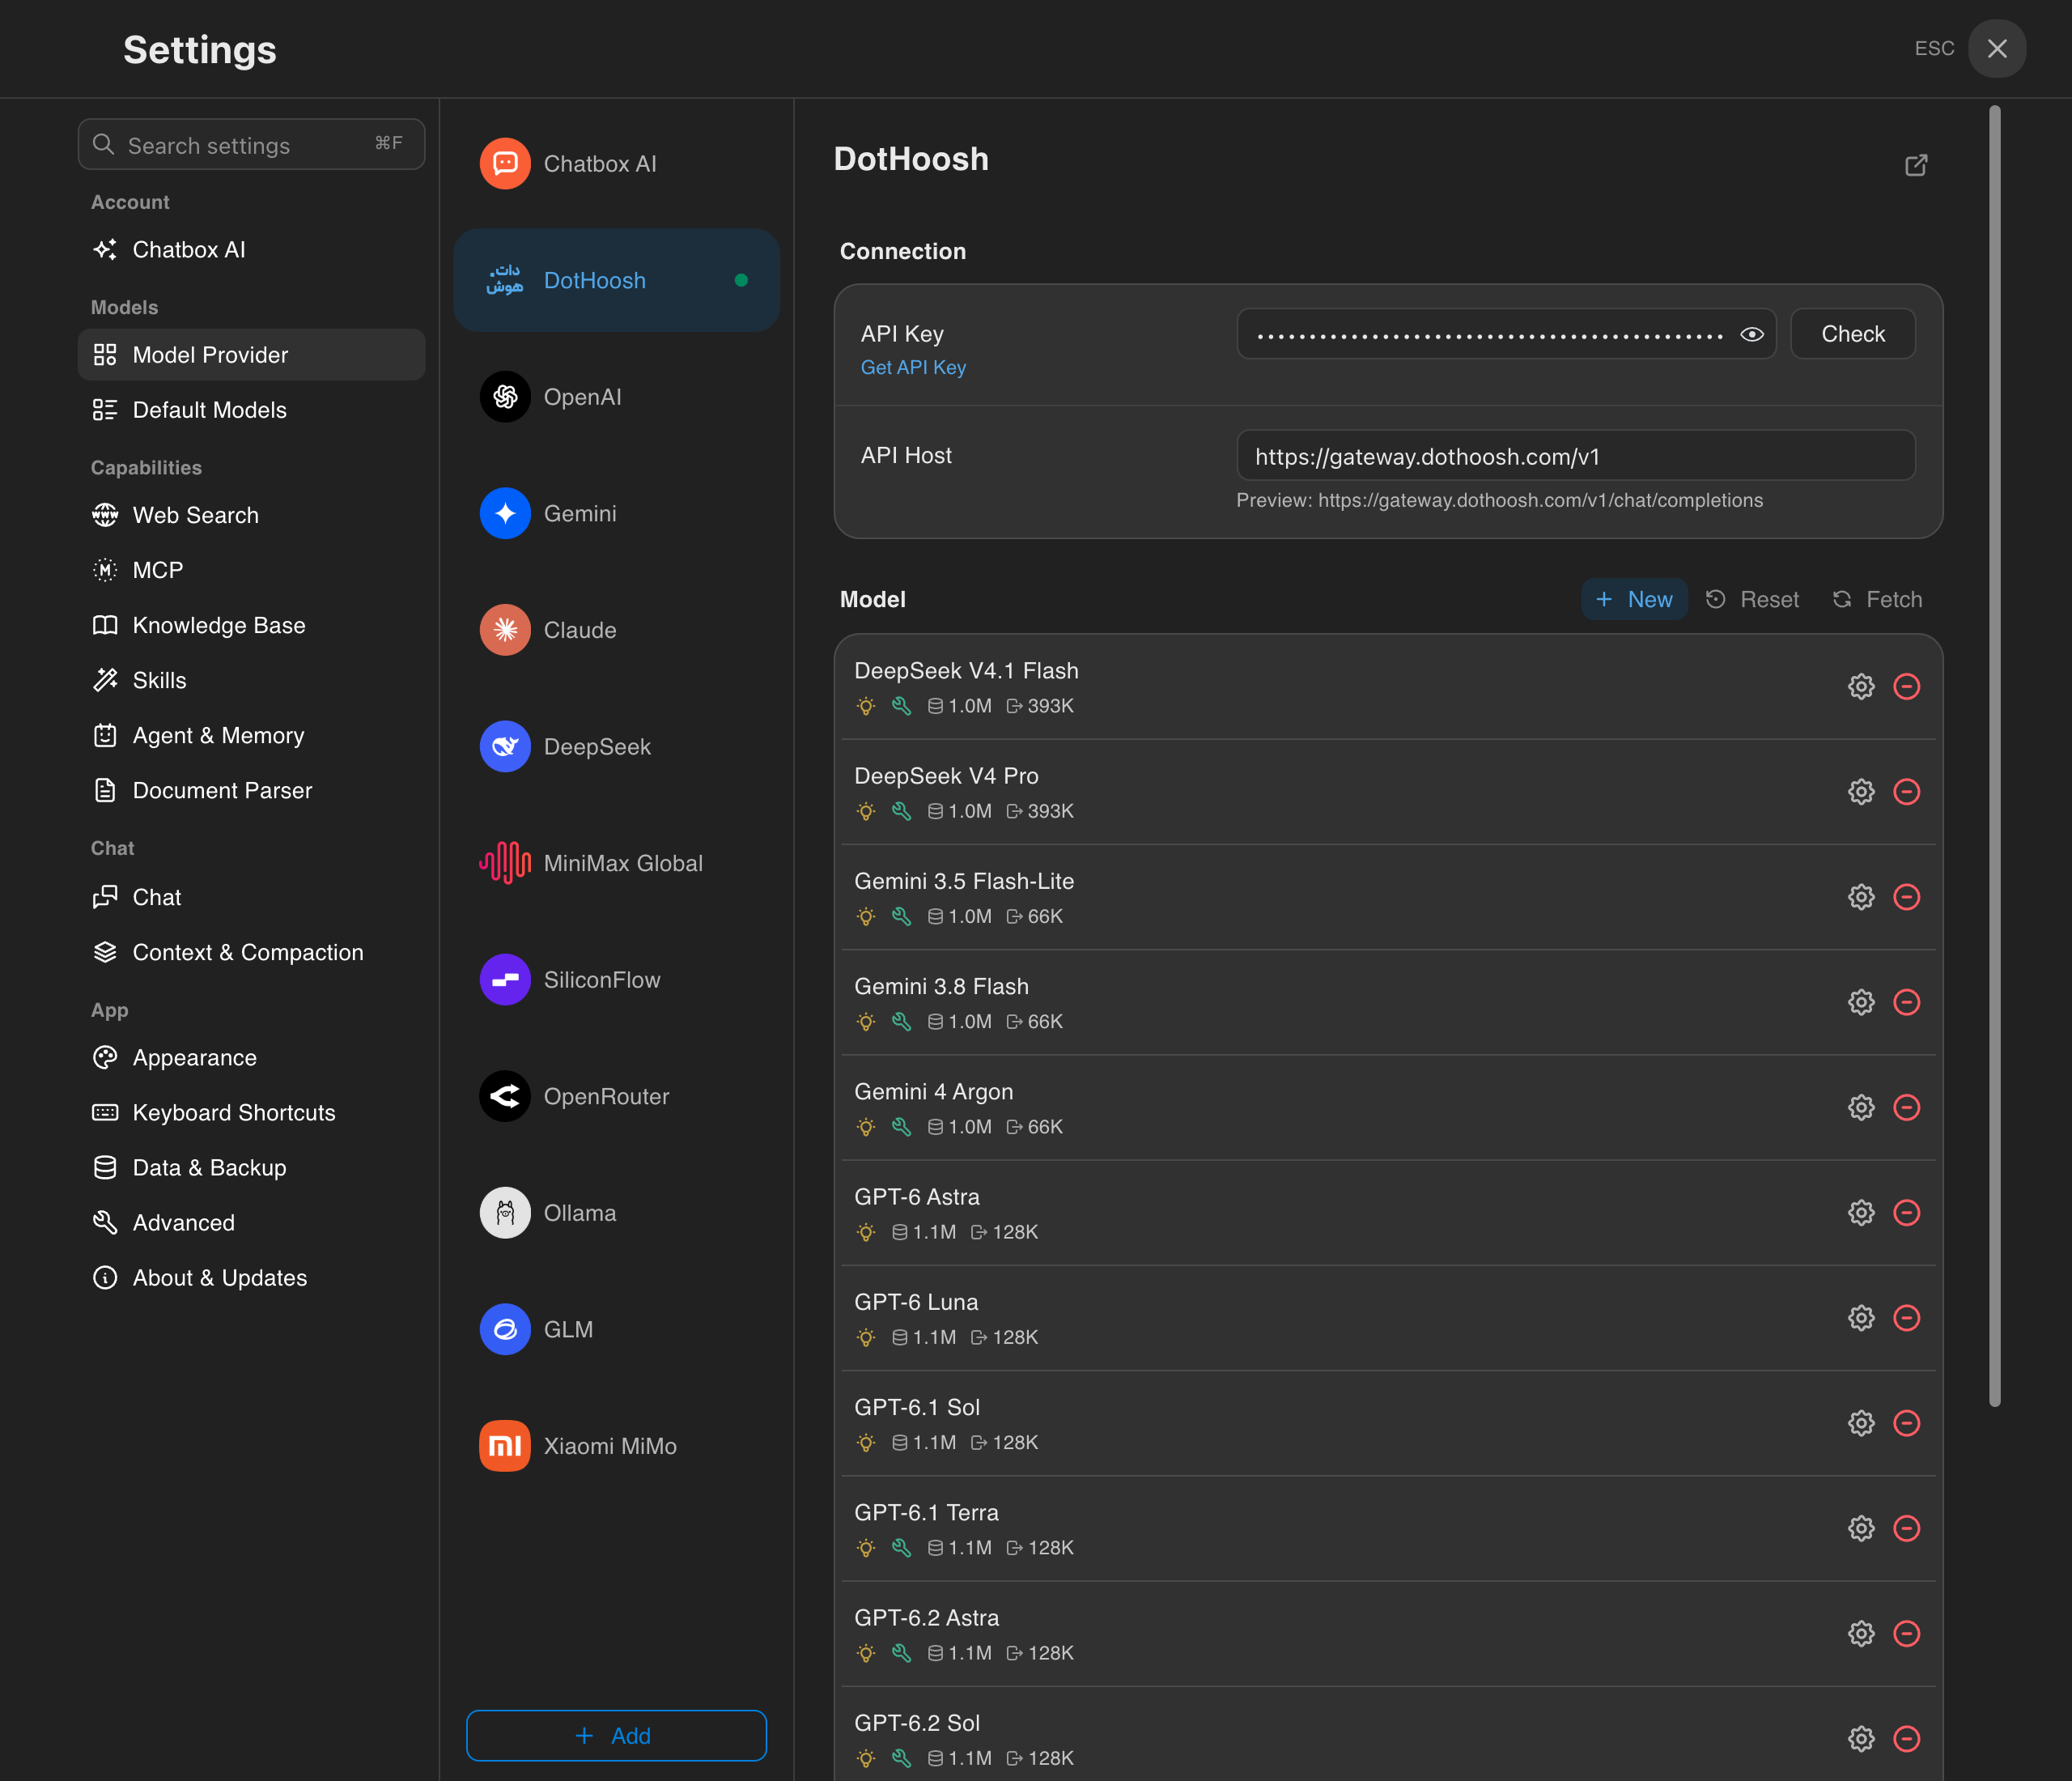 Settings
ESC
Search settings
⌘F
Account
Chatbox AI
Models
Model Provider
Default Models
Capabilities
Web Search
MCP
Knowledge Base
Skills
Agent & Memory
Document Parser
Chat
Chat
Context & Compaction
App
Appearance
Keyboard Shortcuts
Data & Backup
Advanced
About & Updates
Chatbox AI
دات.
هوش
DotHoosh
OpenAI
Gemini
Claude
DeepSeek
MiniMax Global
SiliconFlow
OpenRouter
Ollama
GLM
Xiaomi MiMo
+ Add
DotHoosh
Connection
API Key
Get API Key
Check
API Host
https://gateway.dothoosh.com/v1
Preview: https://gateway.dothoosh.com/v1/chat/completions
Model
+ New
Reset
Fetch
DeepSeek V4.1 Flash
1.0M 393K
DeepSeek V4 Pro
1.0M 393K
Gemini 3.5 Flash-Lite
1.0M 66K
Gemini 3.8 Flash
1.0M 66K
Gemini 4 Argon
1.0M 66K
GPT-6 Astra
1.1M 128K
GPT-6 Luna
1.1M 128K
GPT-6.1 Sol
1.1M 128K
GPT-6.1 Terra
1.1M 128K
GPT-6.2 Astra
1.1M 128K
GPT-6.2 Sol
1.1M 128K